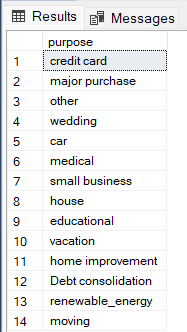 Results Messages
purpose
1 credit card
2 major purchase
3 other
4 wedding
5 car
6 medical
7 small business
8 house
9 educational
10 vacation
11 home improvement
12 Debt consolidation
13 renewable_energy
14 moving